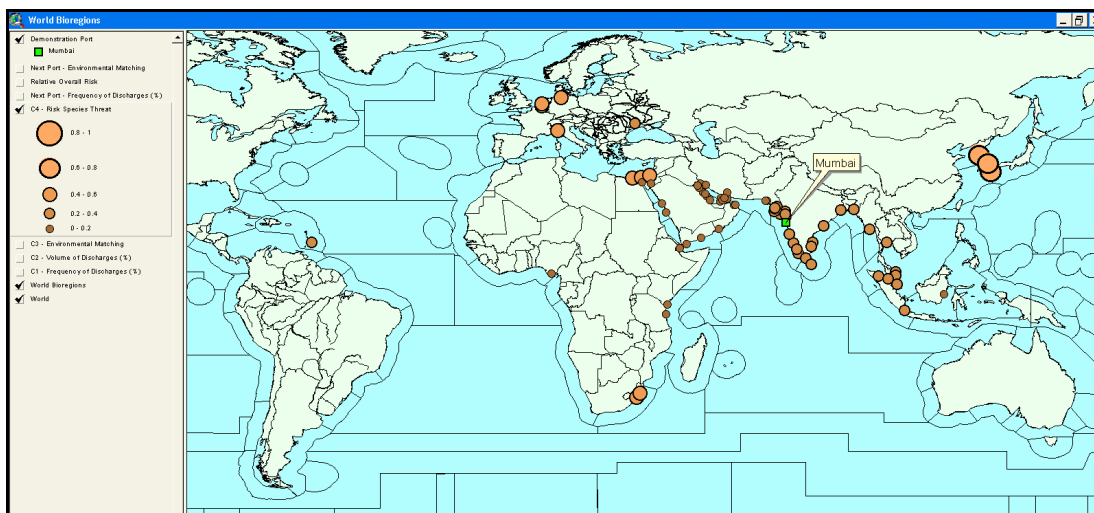 World Bioregions
Demonstration Port
Mumbai
Next Port - Environmental Matching
Relative Overall Risk
Next Port - Frequency of Discharges (%)
C4 - Risk Species Threat
0.8 - 1
0.6 - 0.8
0.4 - 0.6
0.2 - 0.4
0 - 0.2
C3 - Environmental Matching
C2 - Volume of Discharges (%)
C1 - Frequency of Discharges (%)
World Bioregions
World
Mumbai